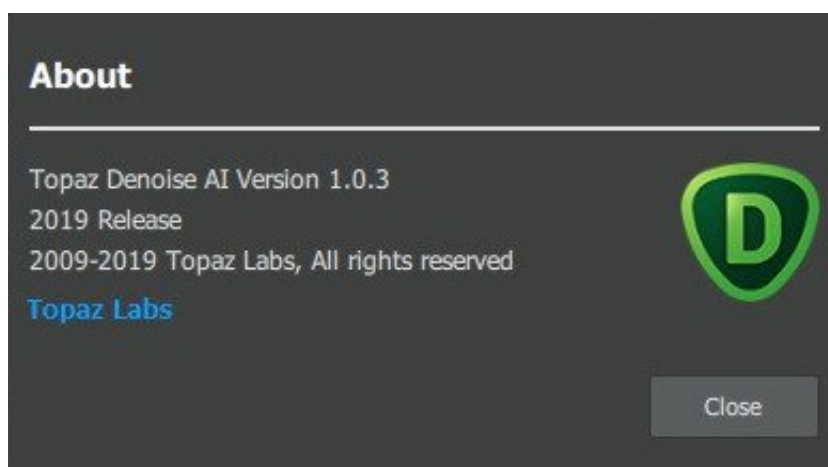 About
Topaz Denoise AI Version 1.0.3
2019 Release
2009-2019 Topaz Labs, All rights reserved
D
Topaz Labs
Close